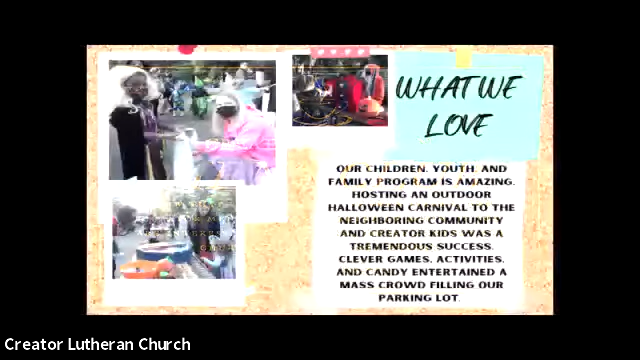 WHAT WE
LOVE
OUR CHILDREN, YOUTH, AND
FAMILY PROGRAM IS AMAZING.
HOSTING AN OUTDOOR
HALLOWEEN CARNIVAL TO THE
NEIGHBORING COMMUNITY
AND CREATOR KIDS WAS A
TREMENDOUS SUCCESS.
CLEVER GAMES, ACTIVITIES,
AND CANDY ENTERTAINED A
MASS CROWD FILLING OUR
PARKING LOT.
Creator Lutheran Church